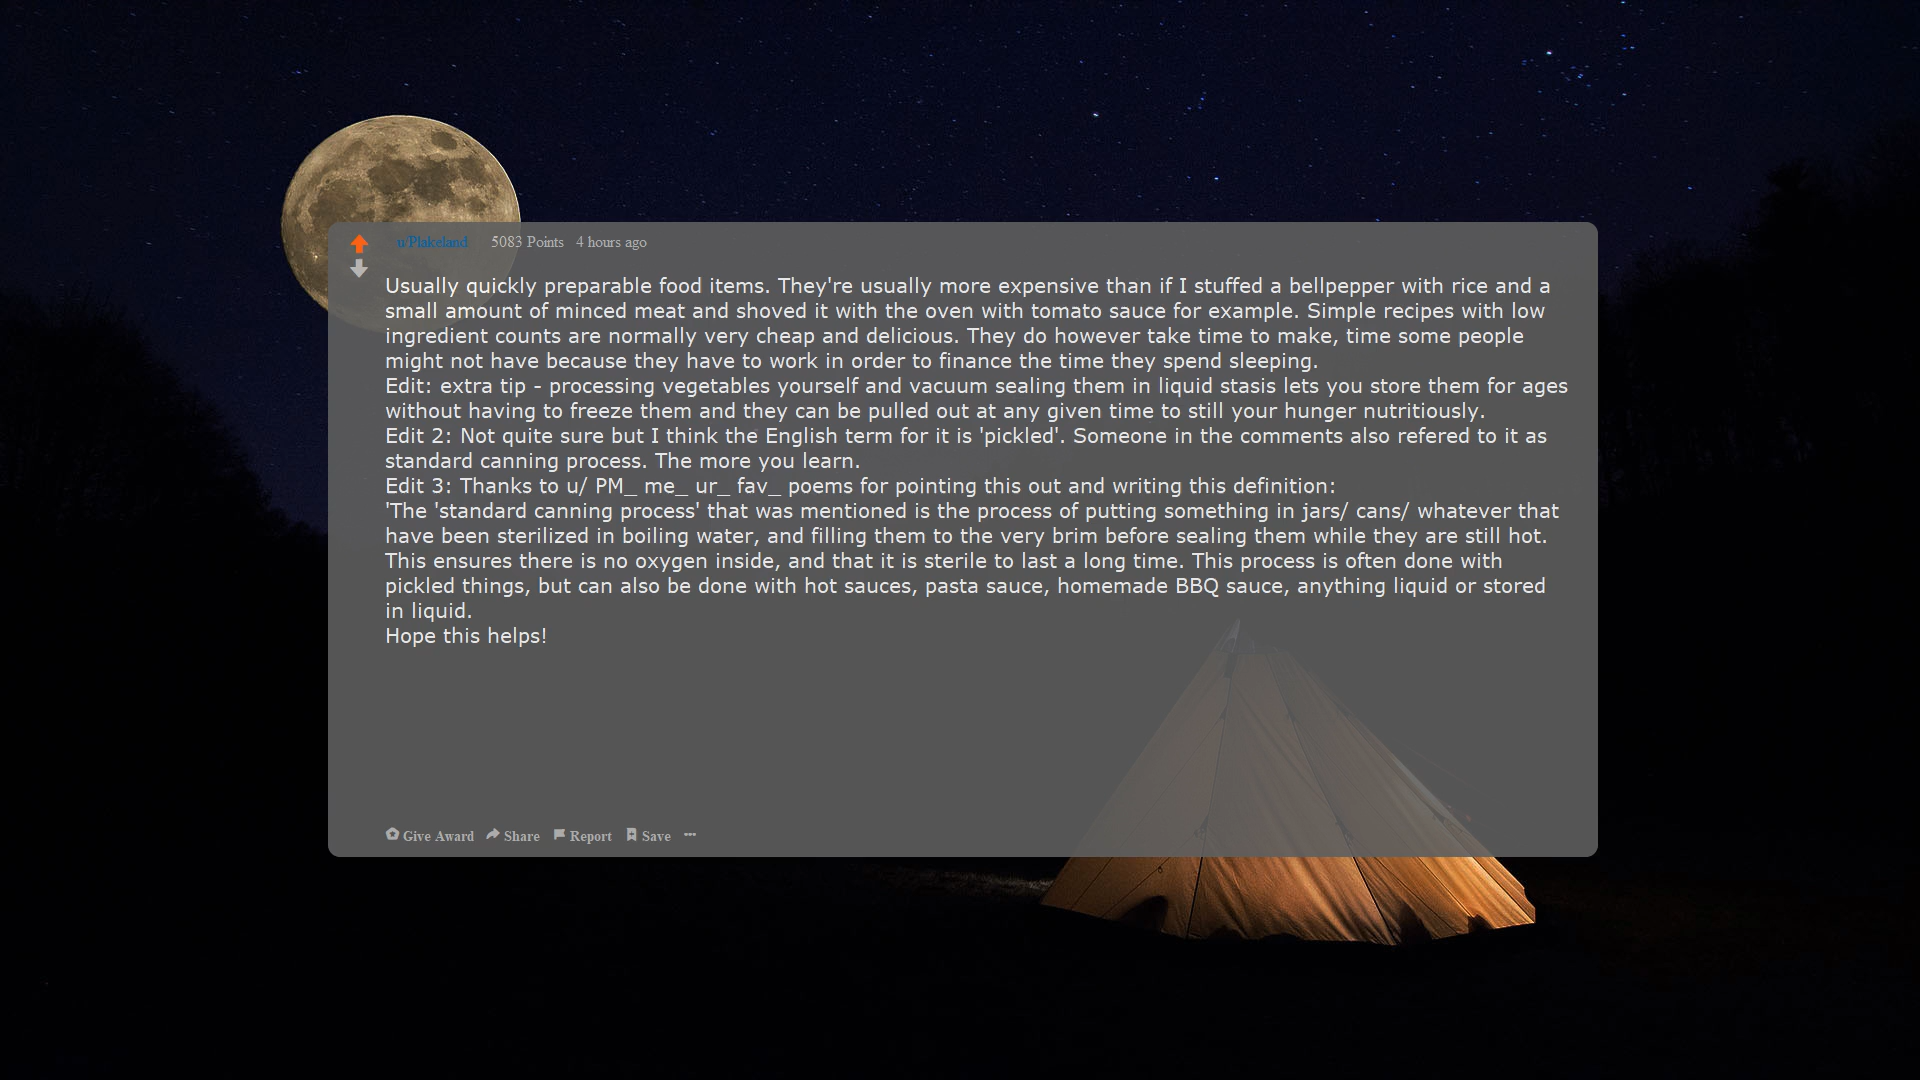 u/Plakeland 5083 Points 4 hours ago
Usually quickly preparable food items. They're usually more expensive than if I stuffed a bellpepper with rice and a
small amount of minced meat and shoved it with the oven with tomato sauce for example. Simple recipes with low
ingredient counts are normally very cheap and delicious. They do however take time to make, time some people
might not have because they have to work in order to finance the time they spend sleeping.
Edit: extra tip - processing vegetables yourself and vacuum sealing them in liquid stasis lets you store them for ages
without having to freeze them and they can be pulled out at any given time to still your hunger nutritiously.
Edit 2: Not quite sure but I think the English term for it is 'pickled'. Someone in the comments also refered to it as
standard canning process. The more you learn.
Edit 3: Thanks to u/ PM_ me_ ur_ fav_ poems for pointing this out and writing this definition:
'The 'standard canning process' that was mentioned is the process of putting something in jars/ cans/ whatever that
have been sterilized in boiling water, and filling them to the very brim before sealing them while they are still hot.
This ensures there is no oxygen inside, and that it is sterile to last a long time. This process is often done with
pickled things, but can also be done with hot sauces, pasta sauce, homemade BBQ sauce, anything liquid or stored
in liquid.
Hope this helps!
Give Award Share Report Save ···